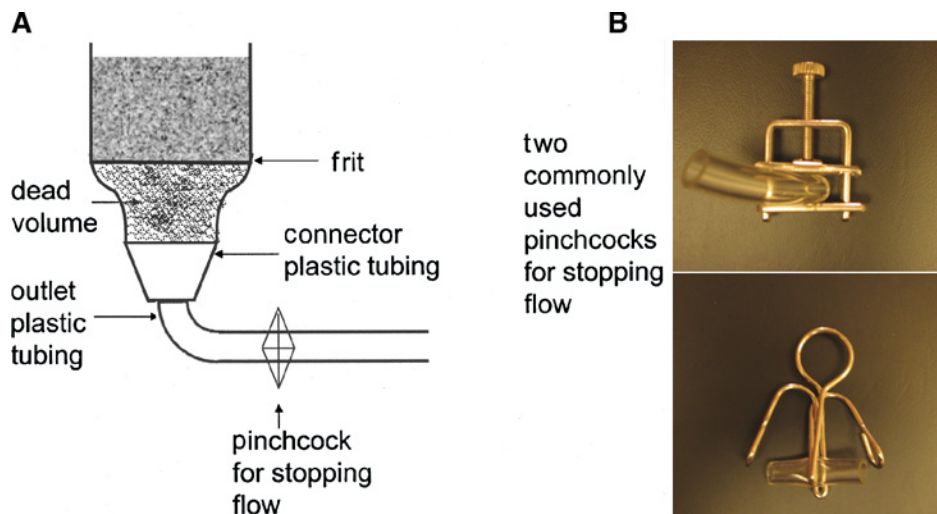 A
frit
dead
volume
connector
plastic tubing
outlet
plastic
tubing
pinchcock
for stopping
flow
B
two
commonly
used
pinchcocks
for stopping
flow